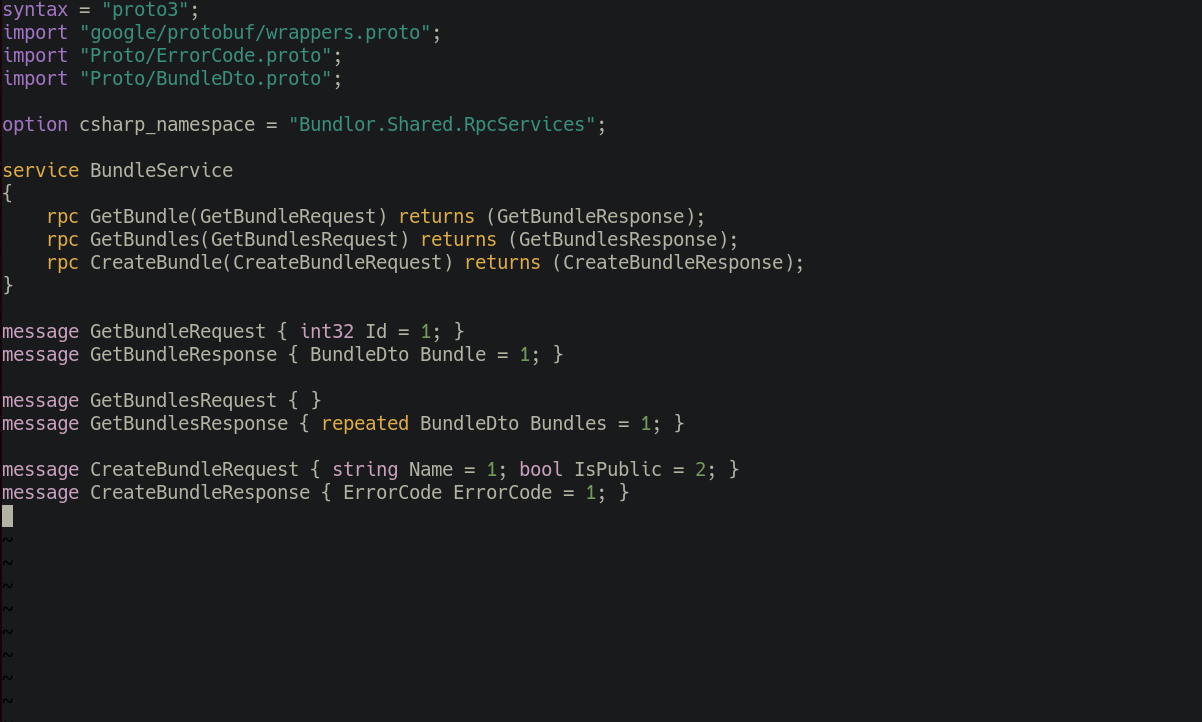 syntax = "proto3";
import "google/protobuf/wrappers.proto";
import "Proto/ErrorCode.proto";
import "Proto/BundleDto.proto";

option csharp_namespace = "Bundlor.Shared.RpcServices";

service BundleService
{
    rpc GetBundle(GetBundleRequest) returns (GetBundleResponse);
    rpc GetBundles(GetBundlesRequest) returns (GetBundlesResponse);
    rpc CreateBundle(CreateBundleRequest) returns (CreateBundleResponse);
}

message GetBundleRequest { int32 Id = 1; }
message GetBundleResponse { BundleDto Bundle = 1; }

message GetBundlesRequest { }
message GetBundlesResponse { repeated BundleDto Bundles = 1; }

message CreateBundleRequest { string Name = 1; bool IsPublic = 2; }
message CreateBundleResponse { ErrorCode ErrorCode = 1; }

~
~
~
~
~
~
~
~